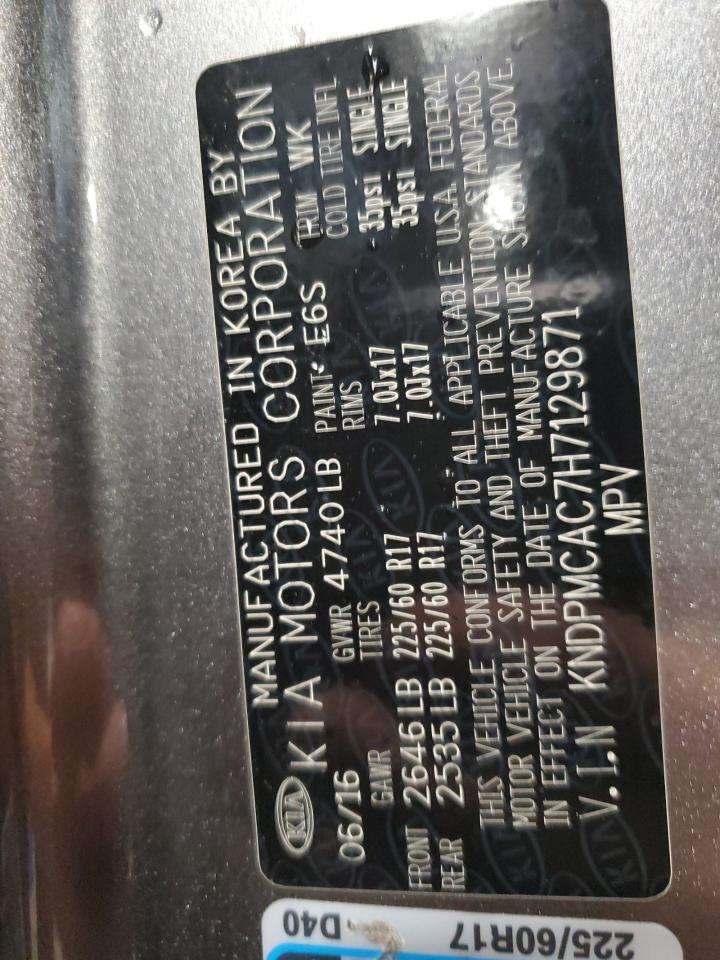 MANUFACTURED IN KOREA BY
KIA KIA MOTORS CORPORATION
06/16 GVWR 4740 LB PAINT: E6S TRIM WK
GAWR TIRES RIMS COLD TIRE INFL
FRONT 2646 LB 225/60 R17 7.0Jx17 35psi SINGLE
REAR 2535 LB 225/60 R17 7.0Jx17 35psi SINGLE
THIS VEHICLE CONFORMS TO ALL APPLICABLE U.S.A. FEDERAL
MOTOR VEHICLE SAFETY AND THEFT PREVENTION STANDARDS
IN EFFECT ON THE DATE OF MANUFACTURE SHOWN ABOVE.
V.I.N KNDPMCAC7H7129871
MPV
225/60R17
D40